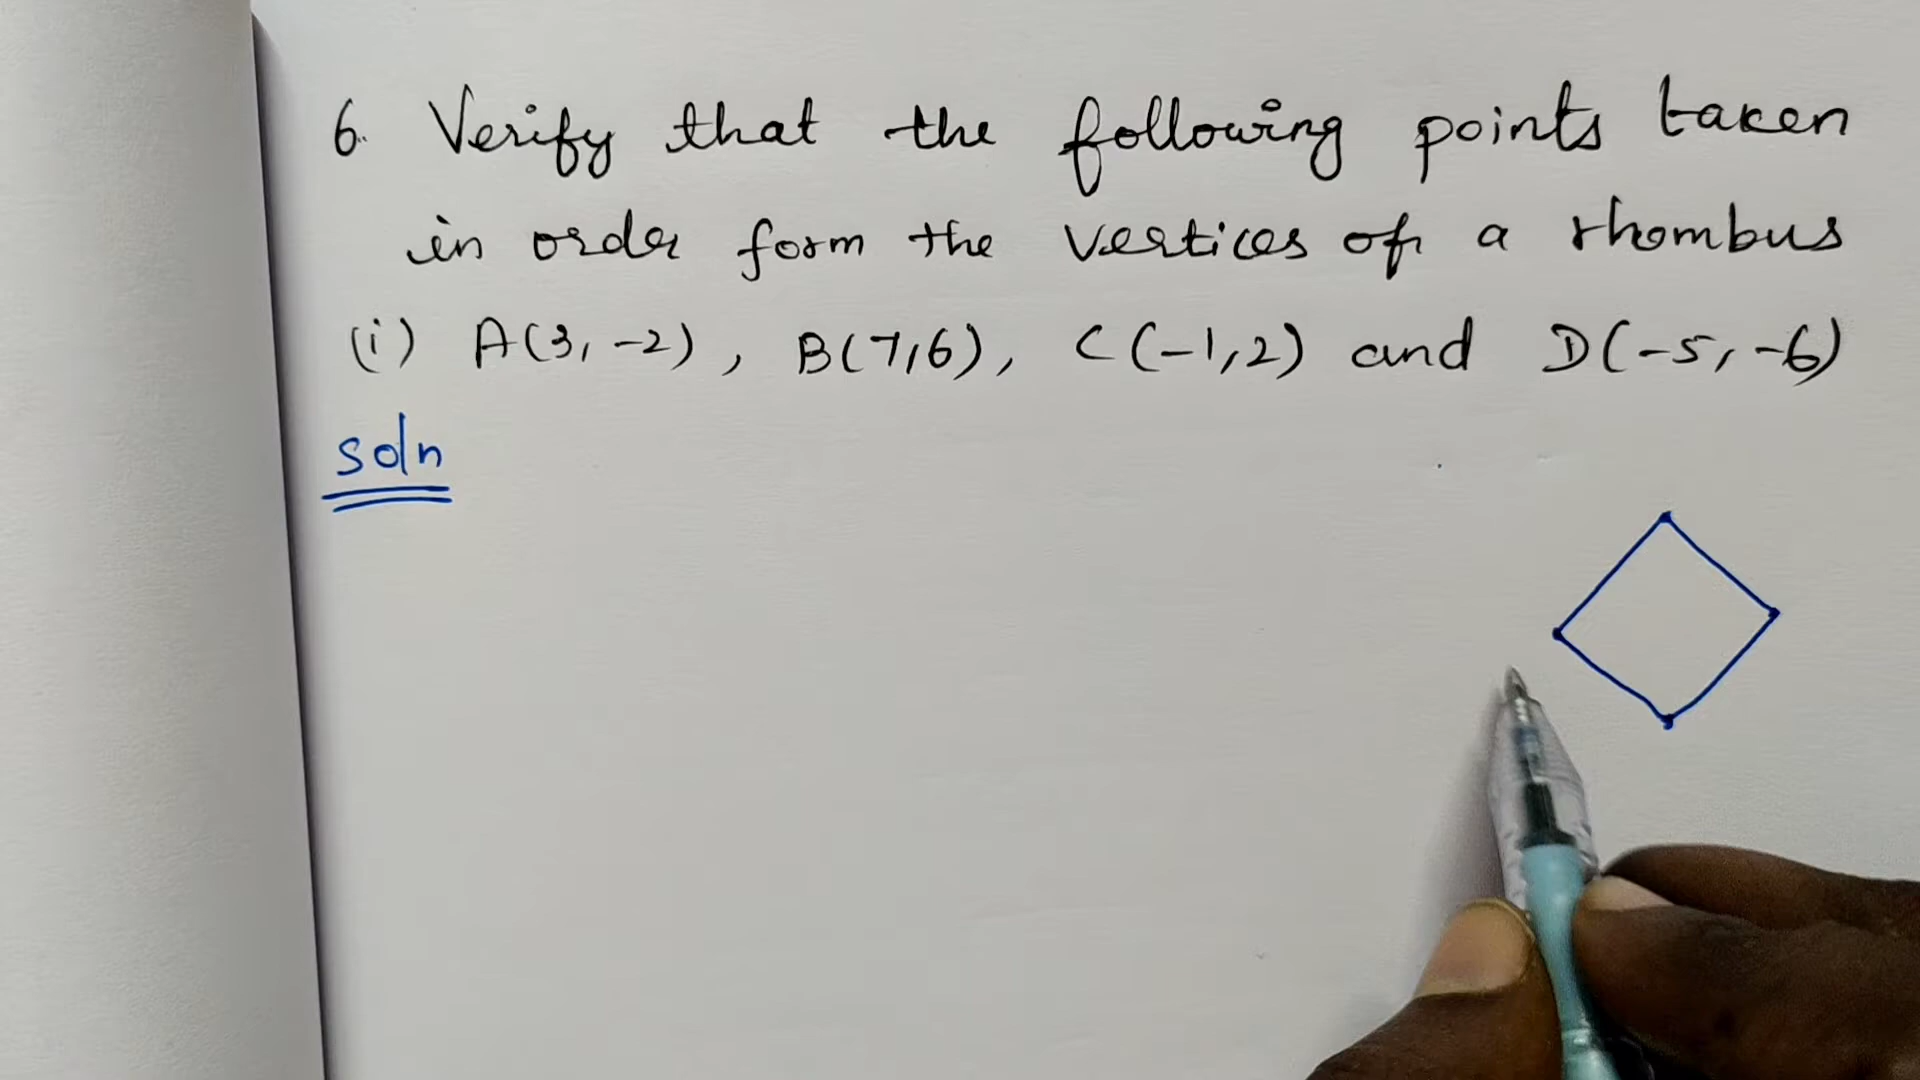 6. Verify that the following points taken
in order form the vertices of a rhombus
(i) A(3, -2), B(7,6), C(-1,2) and D(-5, -6)
soln